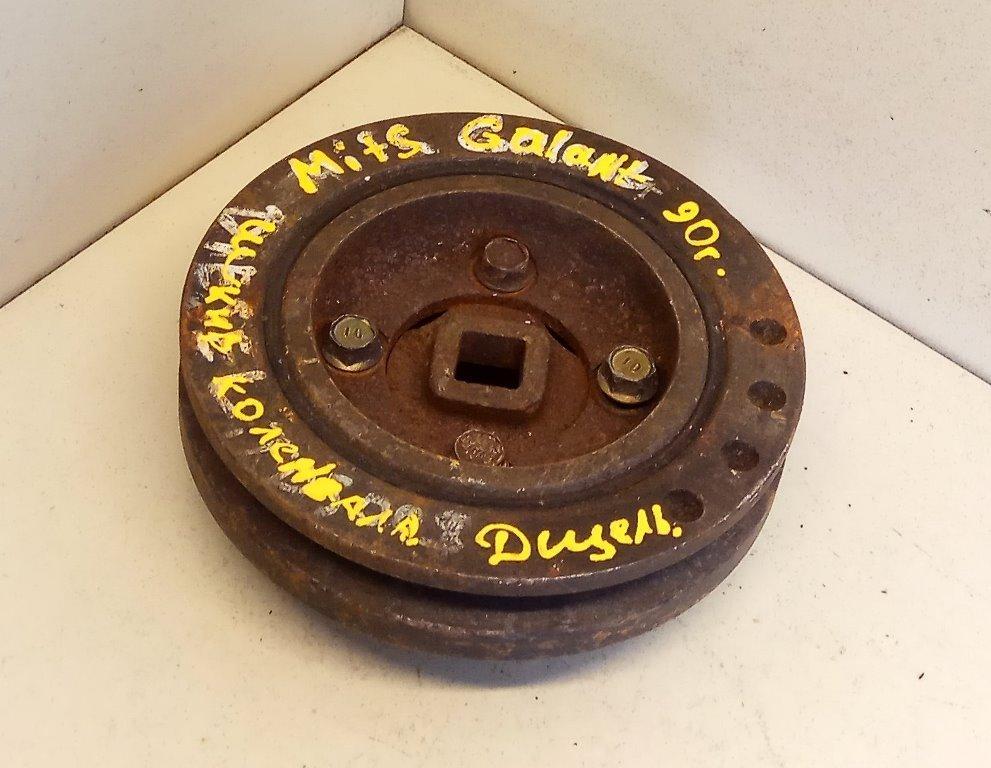 Mits Galant 90г.
шкив коленвала
Дизель.